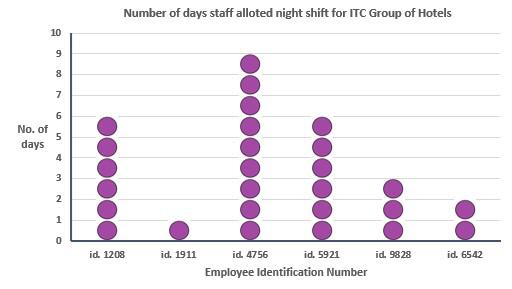 Number of days staff alloted night shift for ITC Group of Hotels
10
9
8
7
6
5
4
3
2
1
0
No. of
days
id. 1208 id. 1911 id. 4756 id. 5921 id. 9828 id. 6542
Employee Identification Number